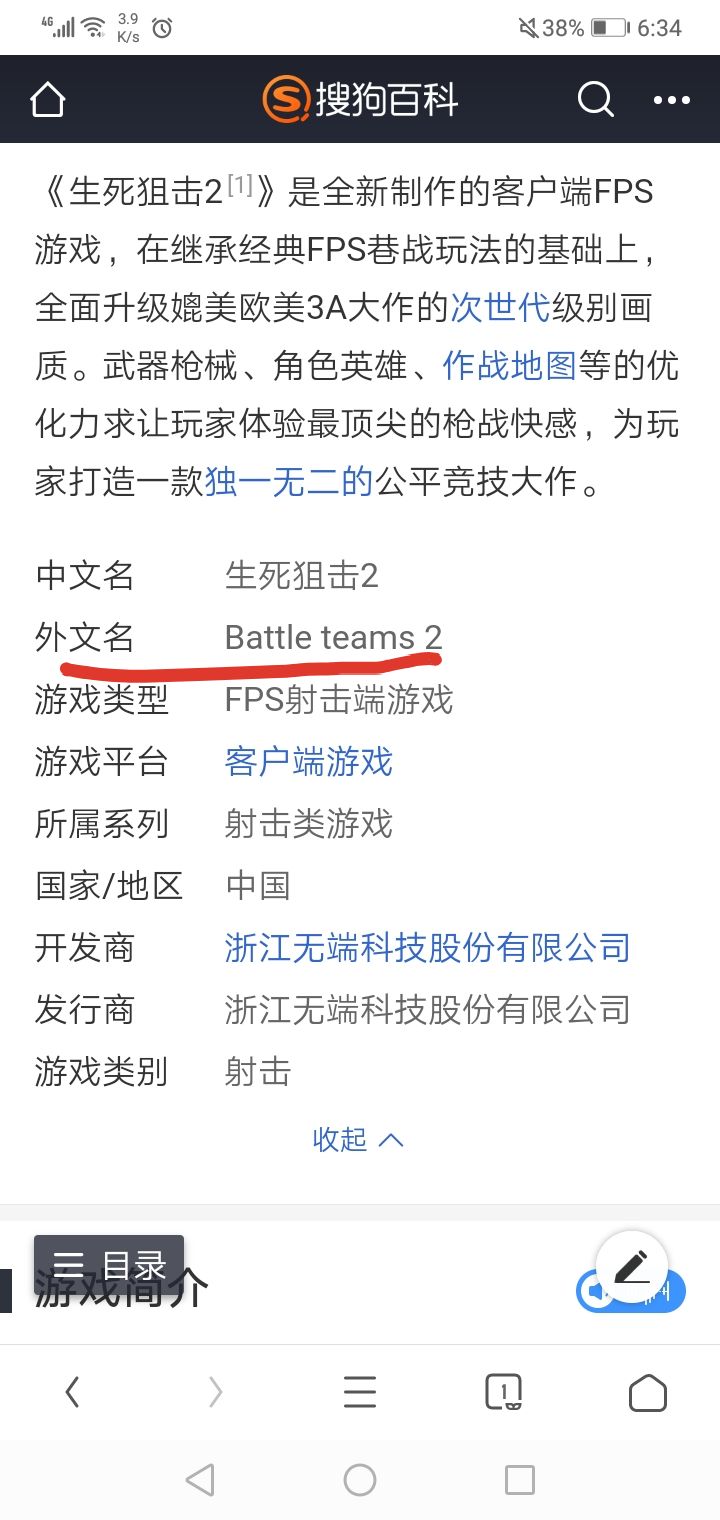 4G 3.9 K/s 38% 6:34
搜狗百科
《生死狙击2[1]》是全新制作的客户端FPS
游戏，在继承经典FPS巷战玩法的基础上，
全面升级媲美欧美3A大作的次世代级别画
质。武器枪械、角色英雄、作战地图等的优
化力求让玩家体验最顶尖的枪战快感，为玩
家打造一款独一无二的公平竞技大作。
中文名 生死狙击2
外文名 Battle teams 2
游戏类型 FPS射击端游戏
游戏平台 客户端游戏
所属系列 射击类游戏
国家/地区 中国
开发商 浙江无端科技股份有限公司
发行商 浙江无端科技股份有限公司
游戏类别 射击
收起
目录
游戏简介
1